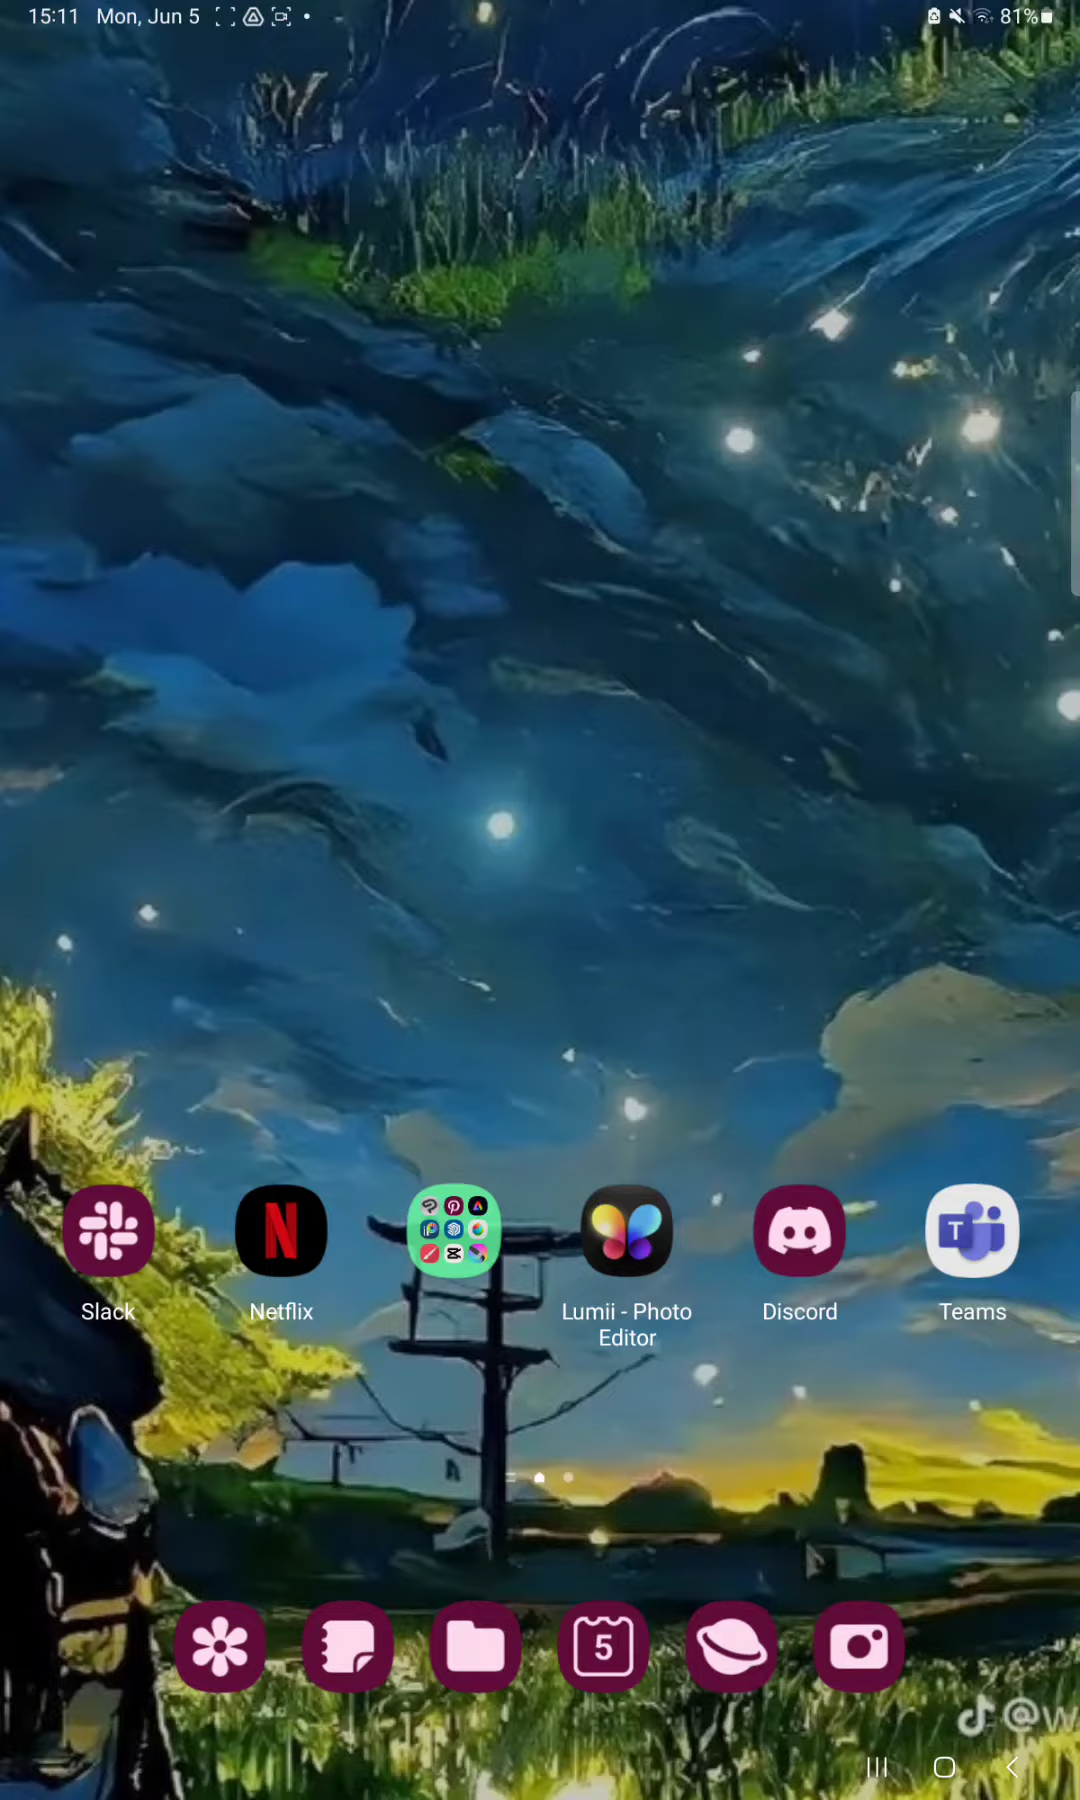 15:11 Mon, Jun 5
81%
Slack
Netflix
Lumii - Photo
Editor
Discord
Teams
5
@w